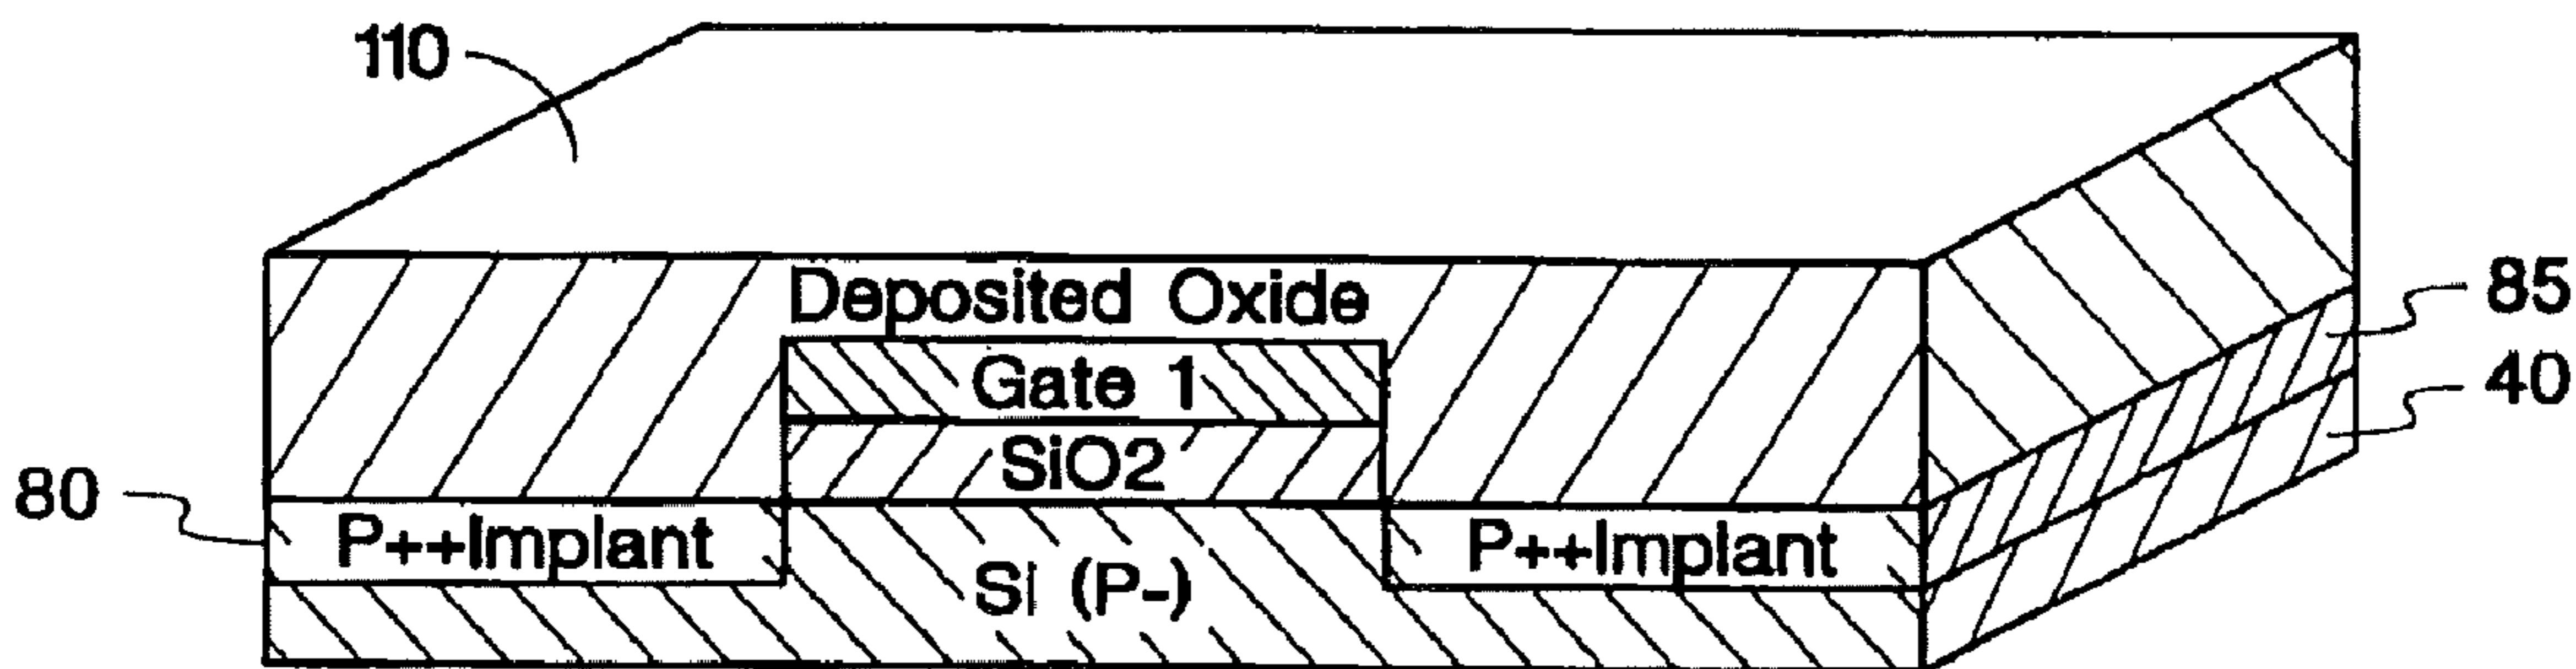 110
Deposited Oxide
85
Gate 1
40
SiO2
80
P++Implant
P++Implant
Si (P-)